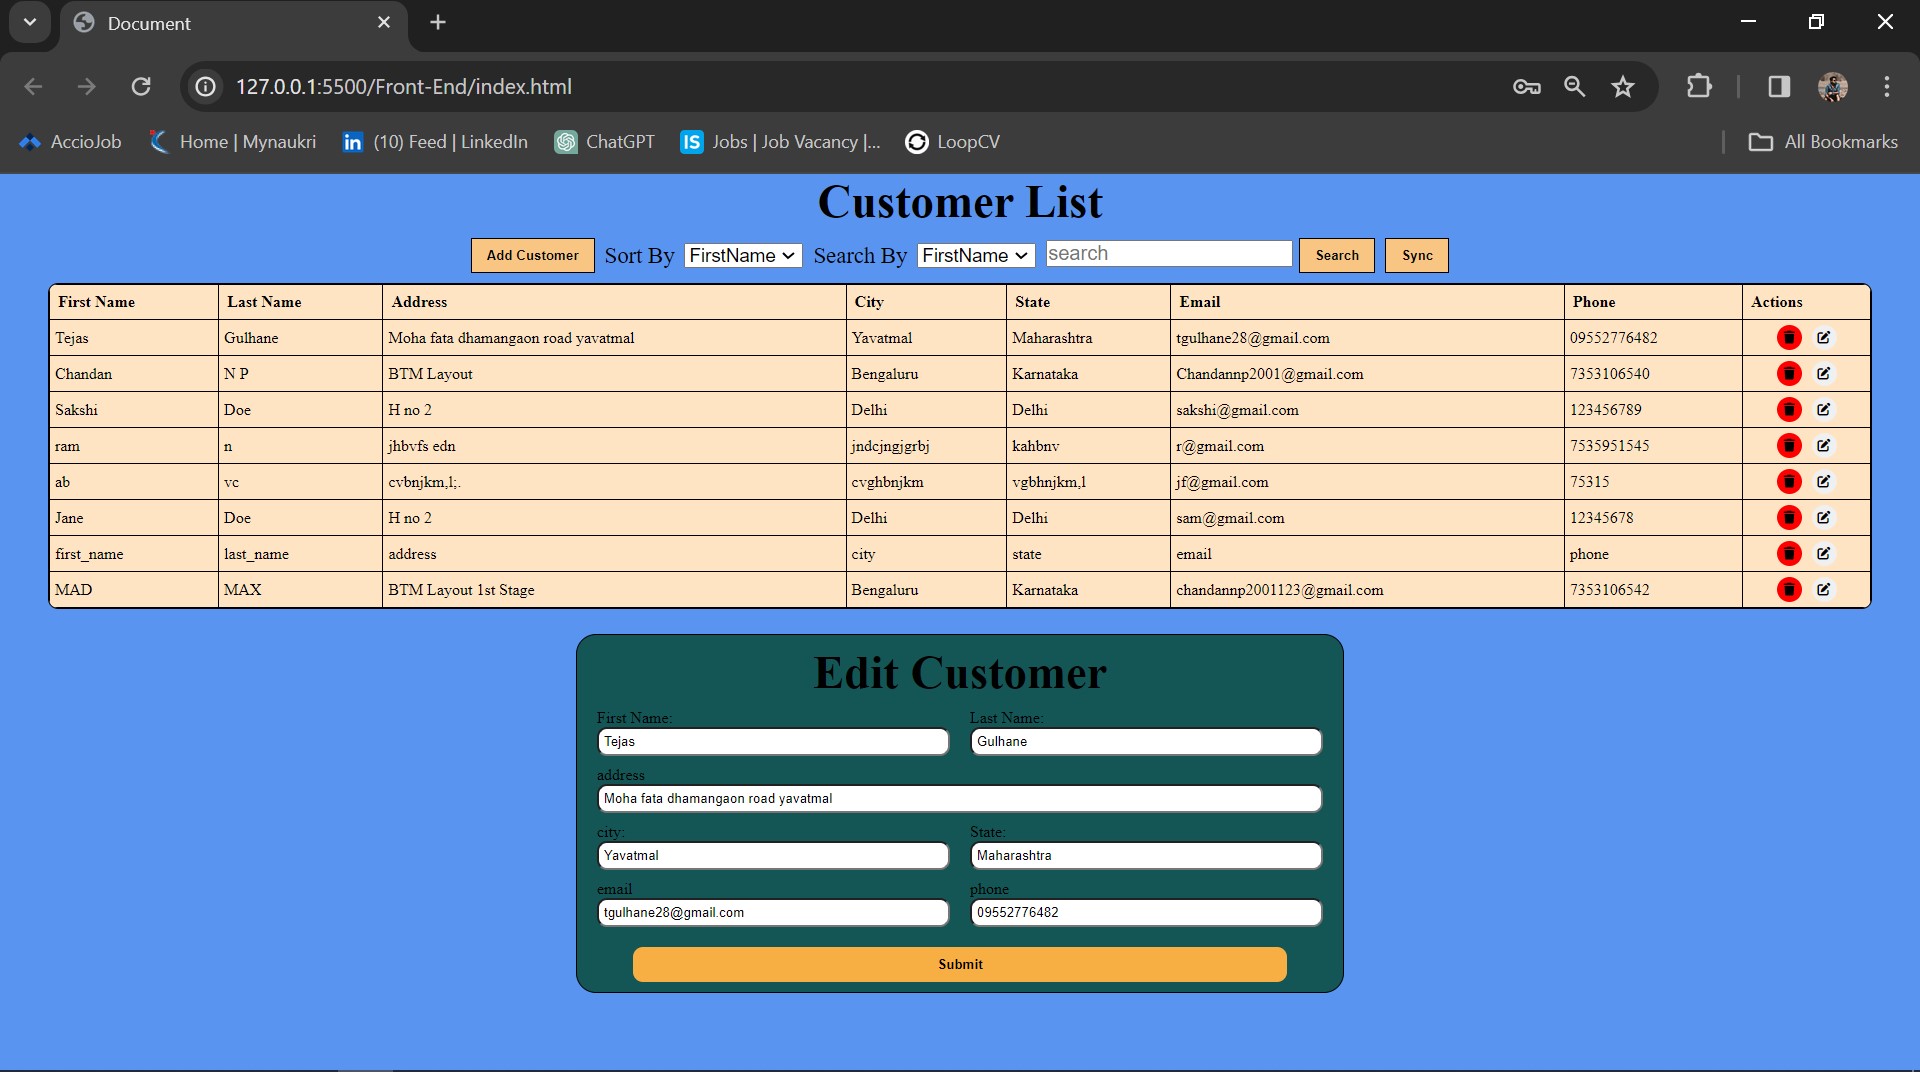 Document
127.0.0.1:5500/Front-End/index.html
AccioJob Home | Mynaukri in (10) Feed | LinkedIn ChatGPT IS Jobs | Job Vacancy |... LoopCV All Bookmarks
Customer List
Add Customer Sort By FirstName Search By FirstName search Search Sync
First Name Last Name Address City State Email Phone Actions
Tejas Gulhane Moha fata dhamangaon road yavatmal Yavatmal Maharashtra tgulhane28@gmail.com 09552776482
Chandan N P BTM Layout Bengaluru Karnataka Chandannp2001@gmail.com 7353106540
Sakshi Doe H no 2 Delhi Delhi sakshi@gmail.com 123456789
ram n jhbvfs edn jndcjngjgrbj kahbnv r@gmail.com 7535951545
ab vc cvbnjkm,l;. cvghbnjkm vgbhnjkm,l jf@gmail.com 75315
Jane Doe H no 2 Delhi Delhi sam@gmail.com 12345678
first_name last_name address city state email phone
MAD MAX BTM Layout 1st Stage Bengaluru Karnataka chandannp2001123@gmail.com 7353106542
Edit Customer
First Name: Last Name:
Tejas Gulhane
address
Moha fata dhamangaon road yavatmal
city: State:
Yavatmal Maharashtra
email phone
tgulhane28@gmail.com 09552776482
Submit